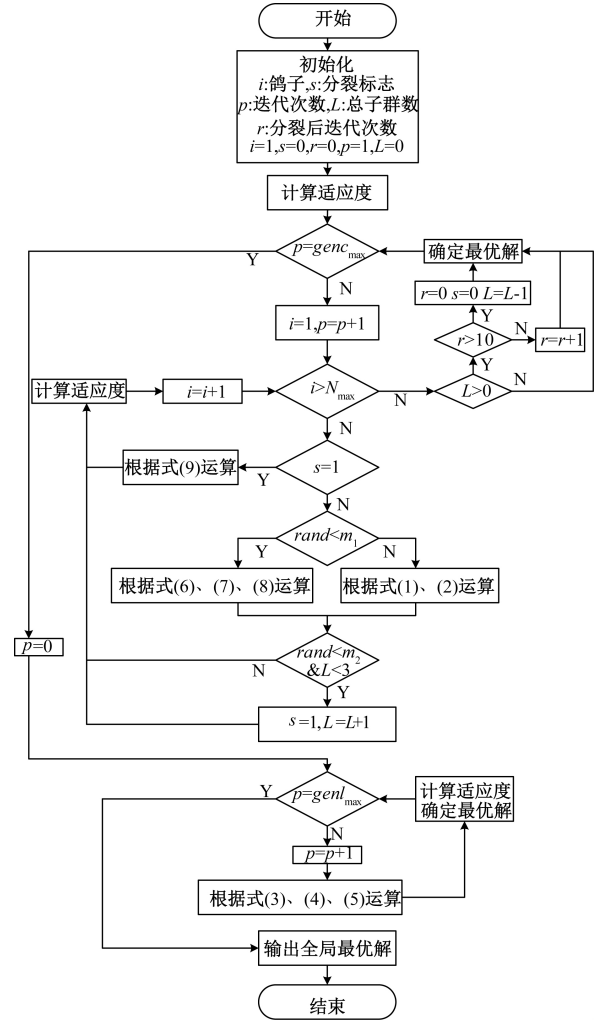 开始
初始化
i:鸽子,s:分裂标志
p:迭代次数,L:总子群数
r:分裂后迭代次数
i=1,s=0,r=0,p=1,L=0
计算适应度
p=genc_max
确定最优解
Y
N
r=0 s=0 L=L-1
i=1,p=p+1
Y
r>10
N
r=r+1
Y
计算适应度
i=i+1
i>N_max
N
L>0
N
N
根据式(9)运算
Y
s=1
N
rand<m_1
Y
N
根据式(6)、(7)、(8)运算
根据式(1)、(2)运算
p=0
rand<m_2
&L<3
N
Y
s=1,L=L+1
Y
p=genl_max
计算适应度
确定最优解
N
p=p+1
根据式(3)、(4)、(5)运算
输出全局最优解
结束